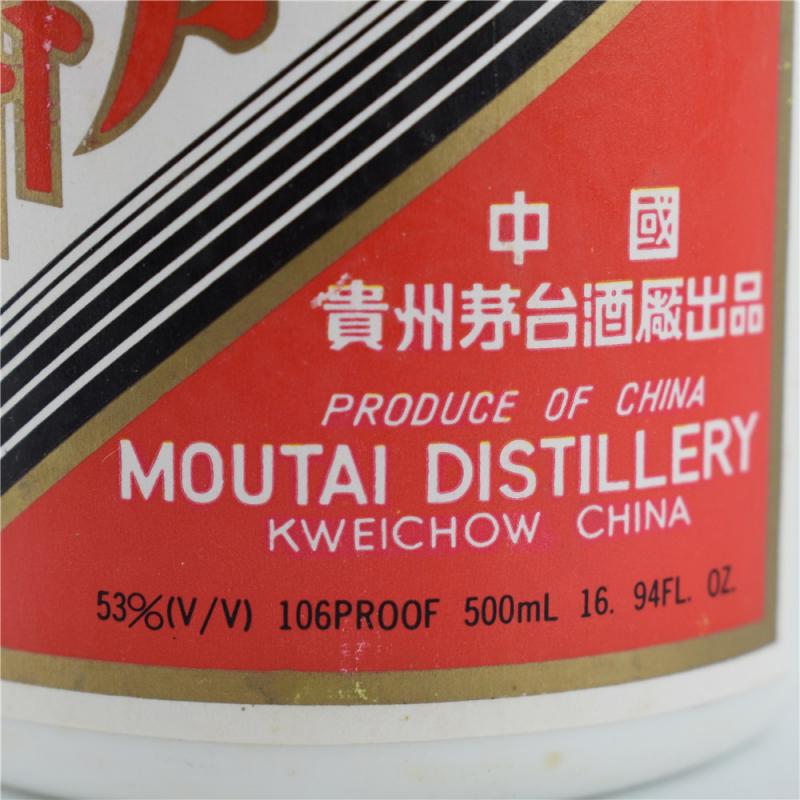 中國
貴州茅台酒廠出品
PRODUCE OF CHINA
MOUTAI DISTILLERY
KWEICHOW CHINA
53%(V/V) 106PROOF 500mL 16. 94FL. OZ.